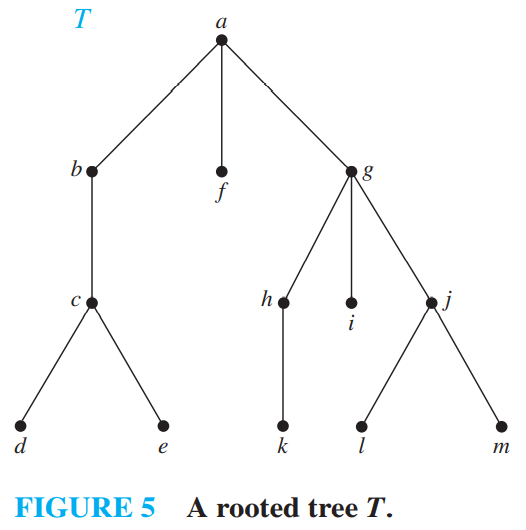 T a
b f g
c h i j
d e k l m
FIGURE 5 A rooted tree T.